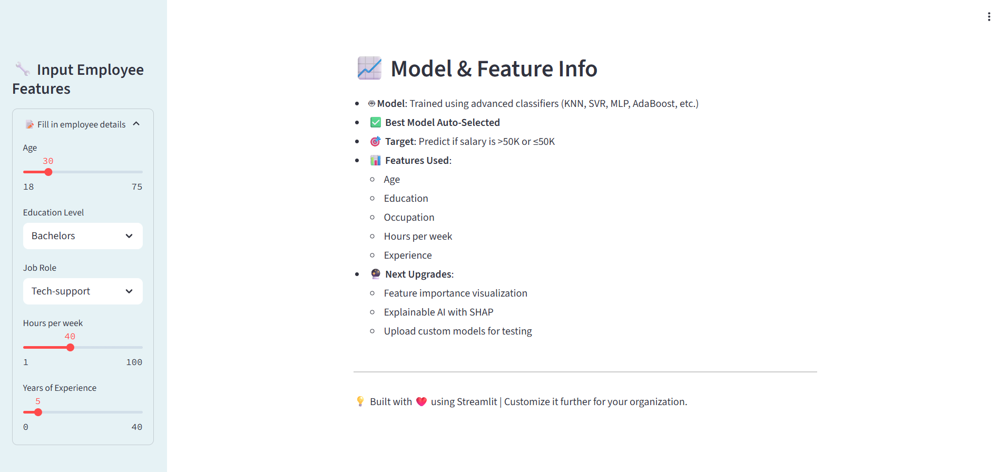 Input Employee
Features
Fill in employee details
Age
30
18 75
Education Level
Bachelors
Job Role
Tech-support
Hours per week
40
1 100
Years of Experience
5
0 40
Model & Feature Info
Model: Trained using advanced classifiers (KNN, SVR, MLP, AdaBoost, etc.)
Best Model Auto-Selected
Target: Predict if salary is >50K or ≤50K
Features Used:
Age
Education
Occupation
Hours per week
Experience
Next Upgrades:
Feature importance visualization
Explainable AI with SHAP
Upload custom models for testing
Built with ❤️ using Streamlit | Customize it further for your organization.